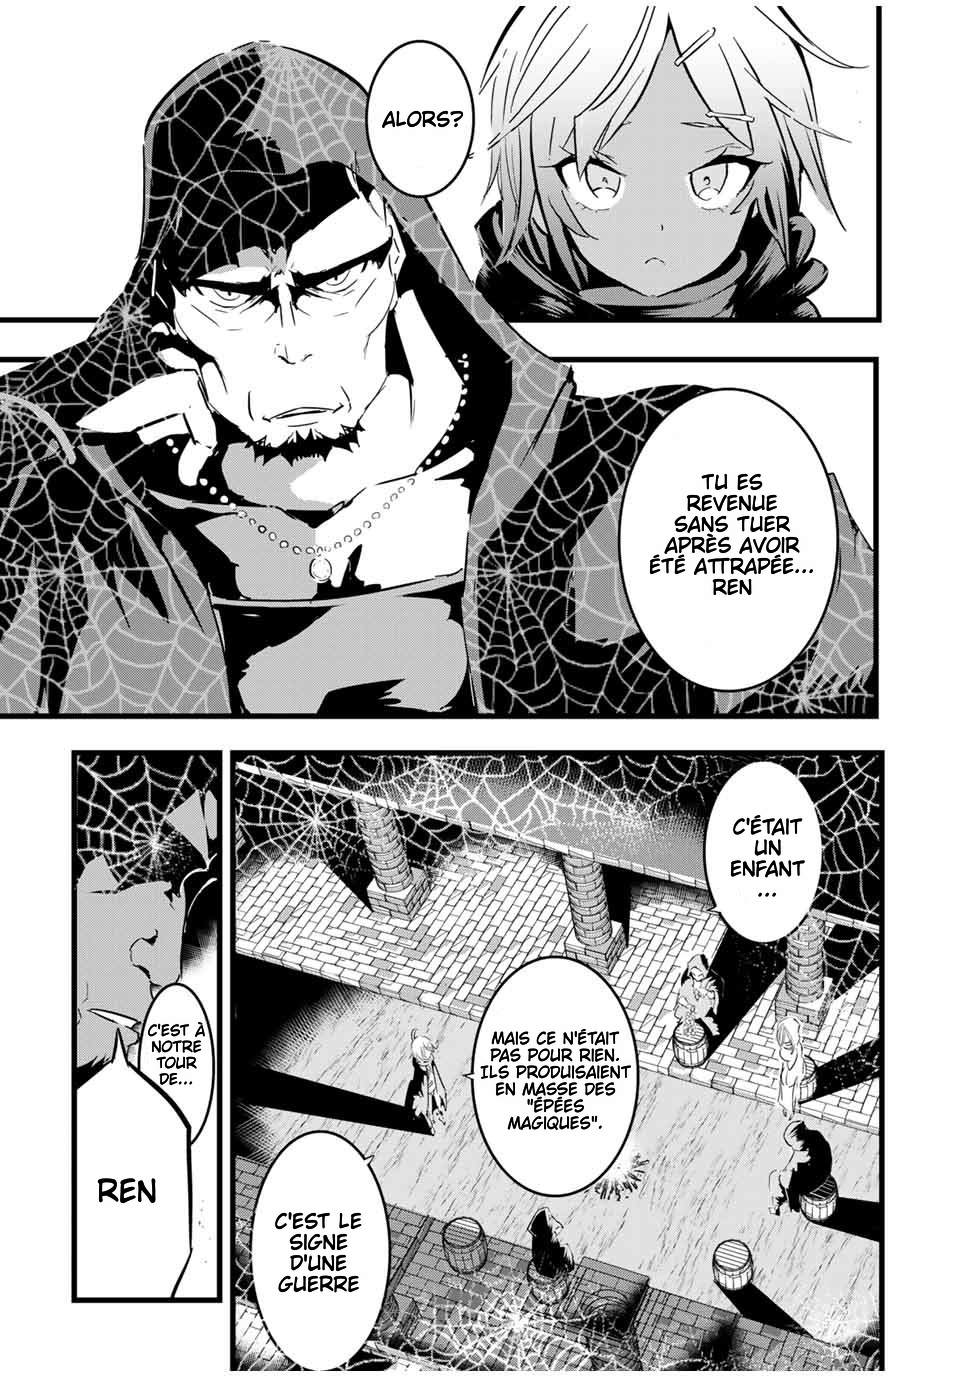 ALORS?
TU ES
REVENUE
SANS TUER
APRÈS AVOIR
ÉTÉ ATTRAPÉE...
REN
C'ÉTAIT
UN
ENFANT
...
MAIS CE N'ÉTAIT
PAS POUR RIEN.
ILS PRODUISAIENT
EN MASSE DES
"ÉPÉES
MAGIQUES".
C'EST LE
SIGNE
D'UNE
GUERRE
C'EST À
NOTRE
TOUR
DE...
REN